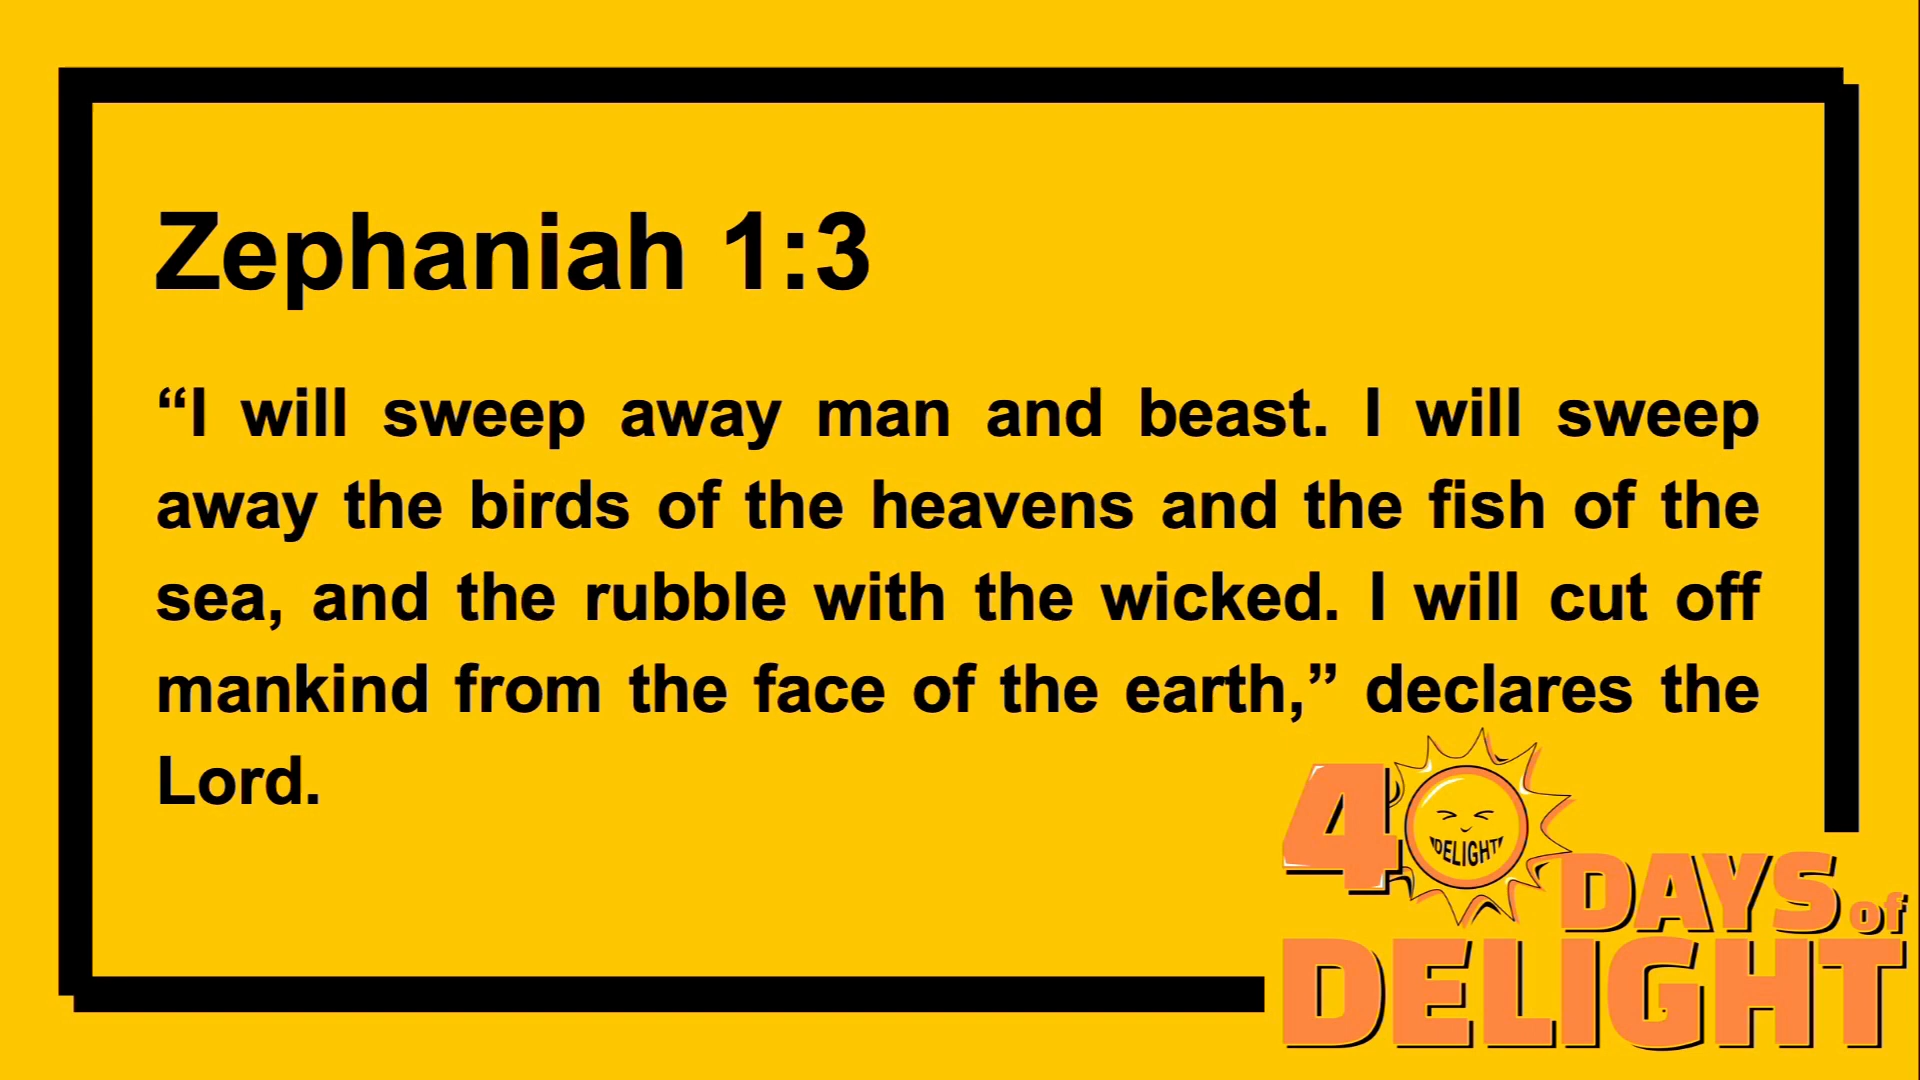 Zephaniah 1:3
“I will sweep away man and beast. I will sweep
away the birds of the heavens and the fish of the
sea, and the rubble with the wicked. I will cut off
mankind from the face of the earth,” declares the
Lord.
4
DELIGHT
DAYS of
DELIGHT